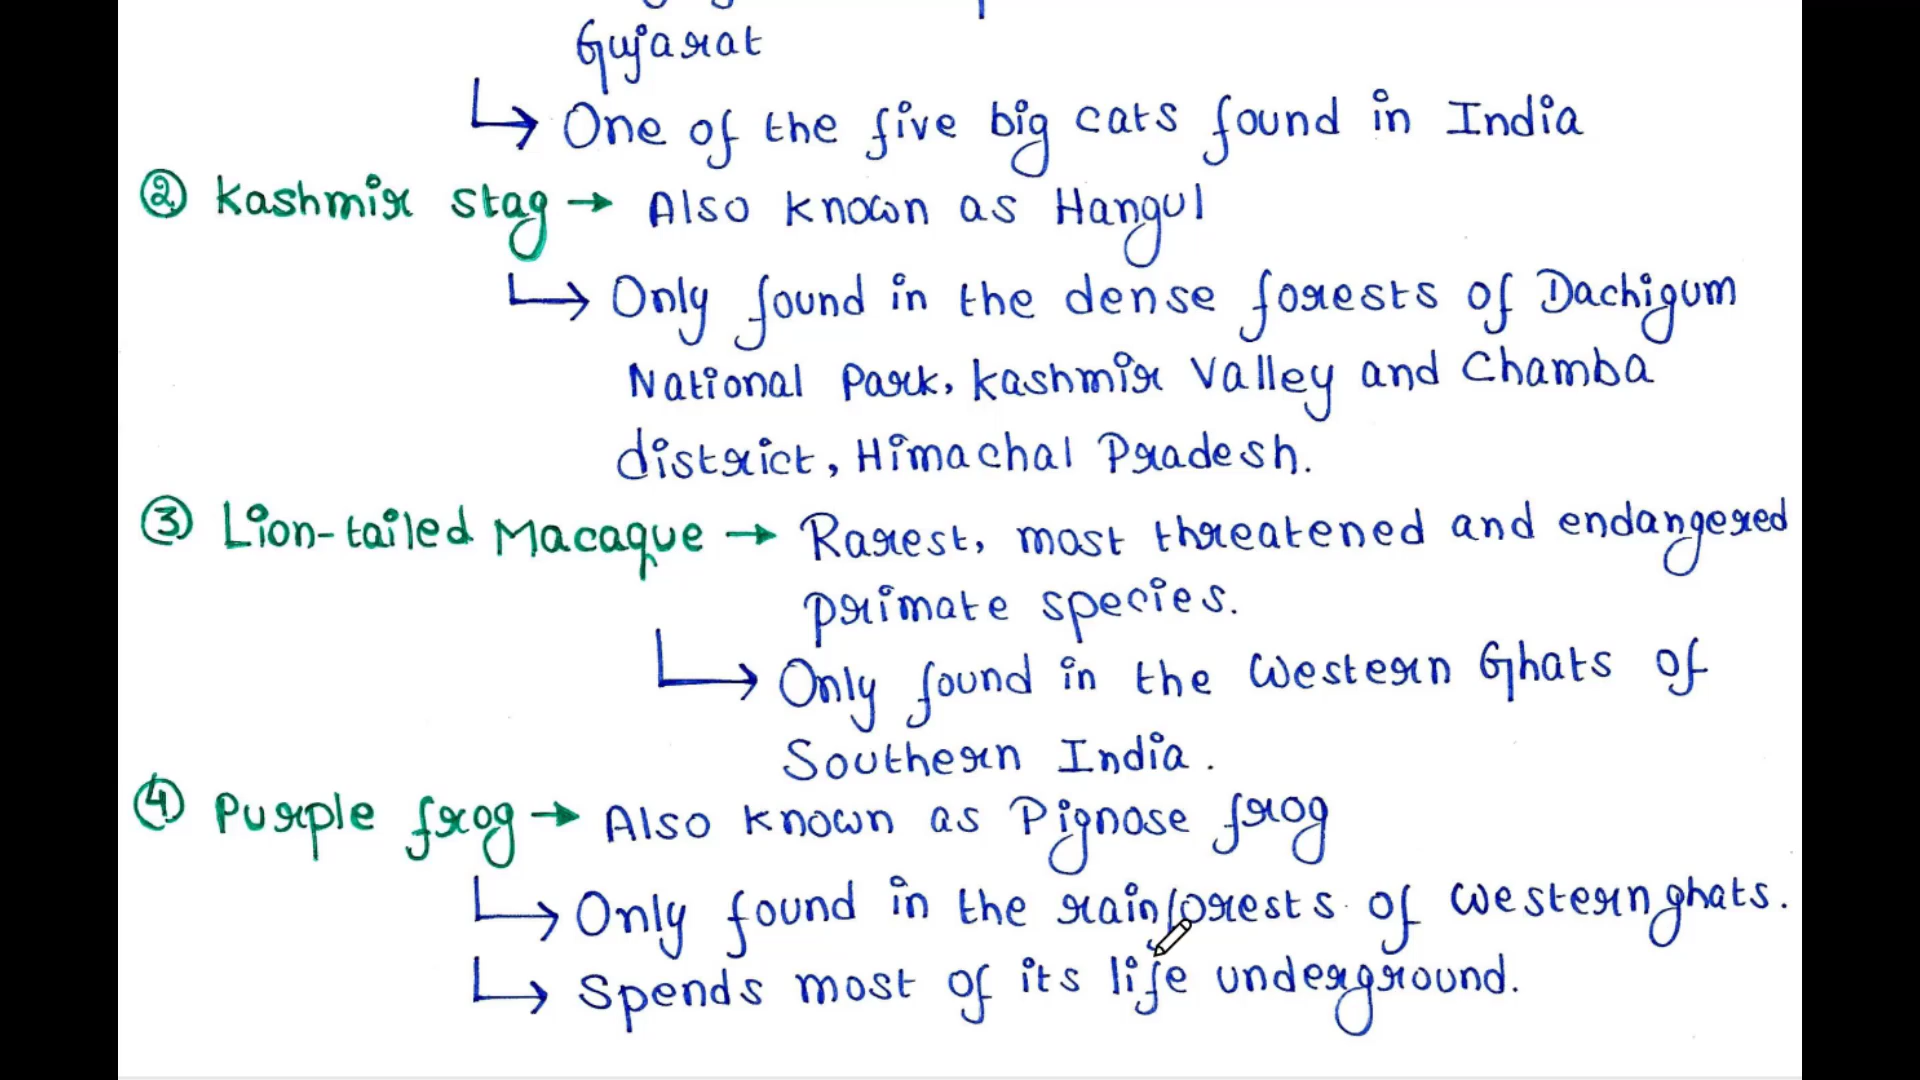 Gujarat
↳ One of the five big cats found in India
② Kashmir stag → Also known as Hangul
↳ Only found in the dense forests of Dachigum
National Park, Kashmir Valley and Chamba
district, Himachal Pradesh.
③ Lion-tailed Macaque → Rarest, most threatened and endangered
primate species.
↳ Only found in the Western Ghats of
Southern India.
④ Purple frog → Also known as Pignose frog
↳ Only found in the rainforests of Western ghats.
↳ Spends most of its life underground.